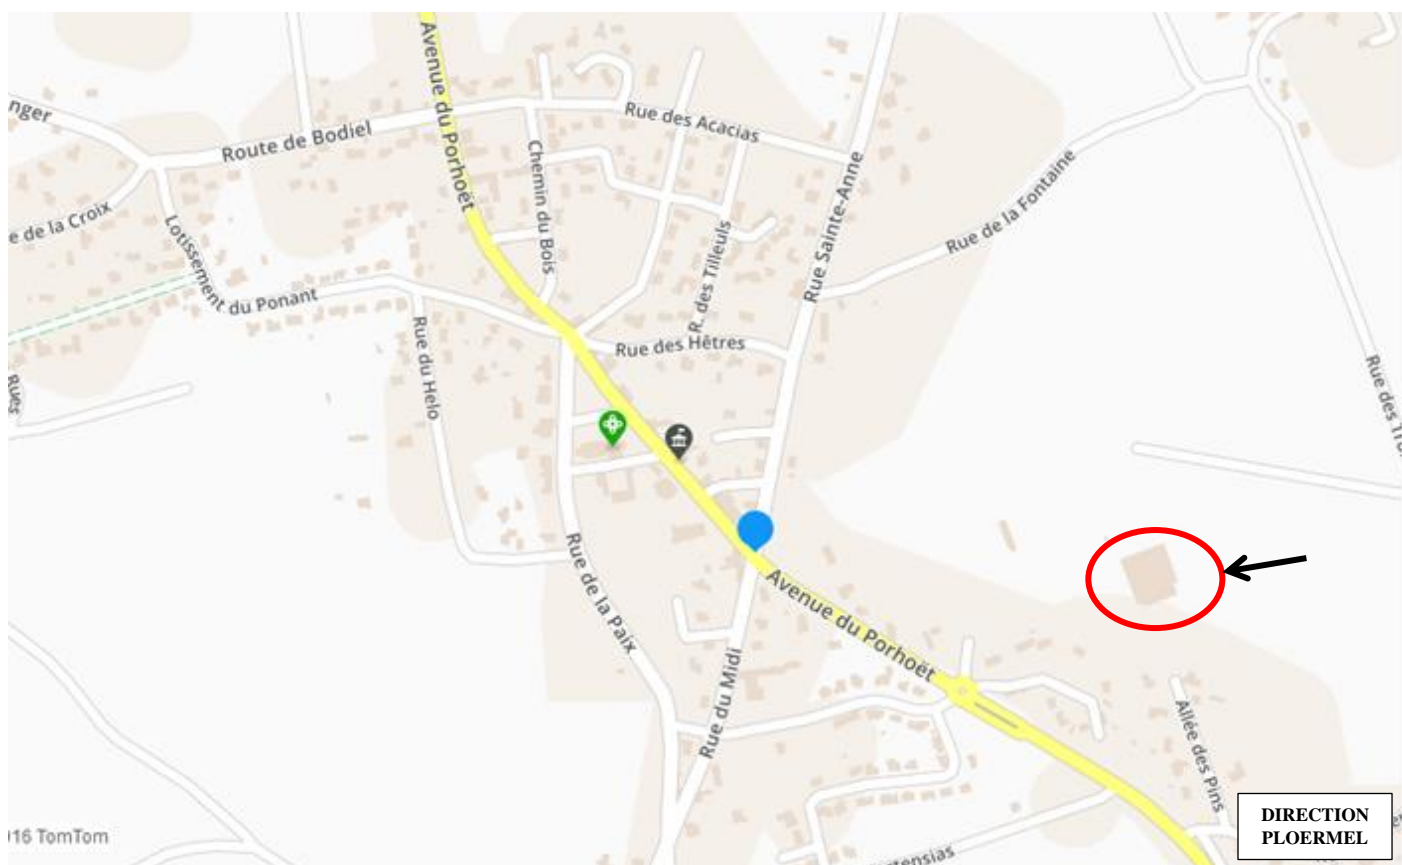 Avenue du Porhoët
nger
Route de Bodiel
Rue des Acacias
Chemin du Bois
Rue de la Fontaine
Rue Sainte-Anne
e de la Croix
Lotissement du Ponant
R. des Tilleuls
Rue des Hêtres
Rue du Helo
Rues
Rue des Tro
Rue de la Paix
Avenue du Porhoët
Rue du Midi
Allée des Pins
DIRECTION
PLOERMEL
16 TomTom
rtensias